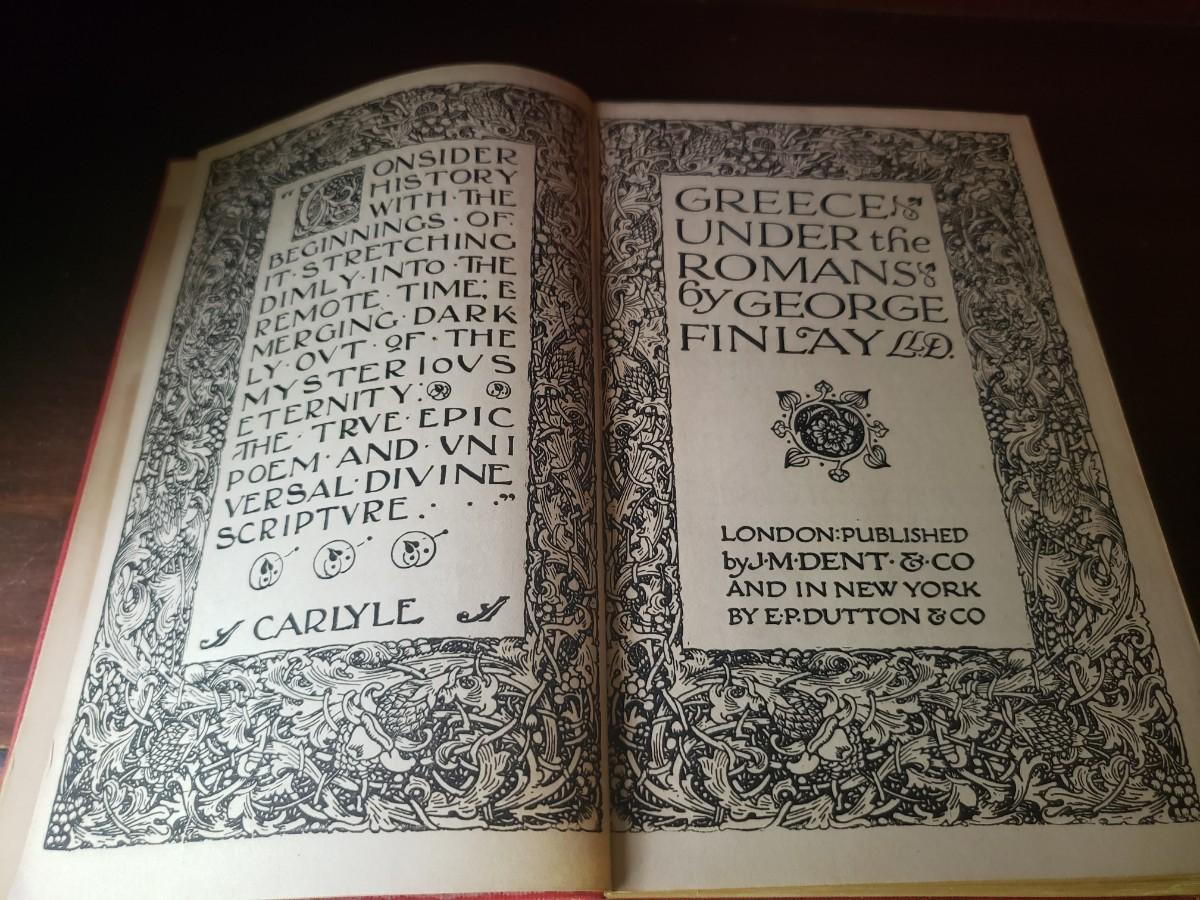 "CONSIDER
HISTORY
WITH·THE
BEGINNINGS·OF·
IT·STRETCHING
DIMLY·INTO·THE
REMOTE·TIME; E
MERGING·DARK
LY·OVT·OF·THE
MYSTERIOVS
ETERNITY:
THE·TRVE·EPIC
POEM·AND·VNI
VERSAL·DIVINE
SCRIPTVRE. . ."
CARLYLE
GREECE
UNDER the
ROMANS
by GEORGE
FINLAY LL.D.
LONDON:PUBLISHED
by J·M·DENT·&·CO
AND IN NEW YORK
BY E·P·DUTTON & CO